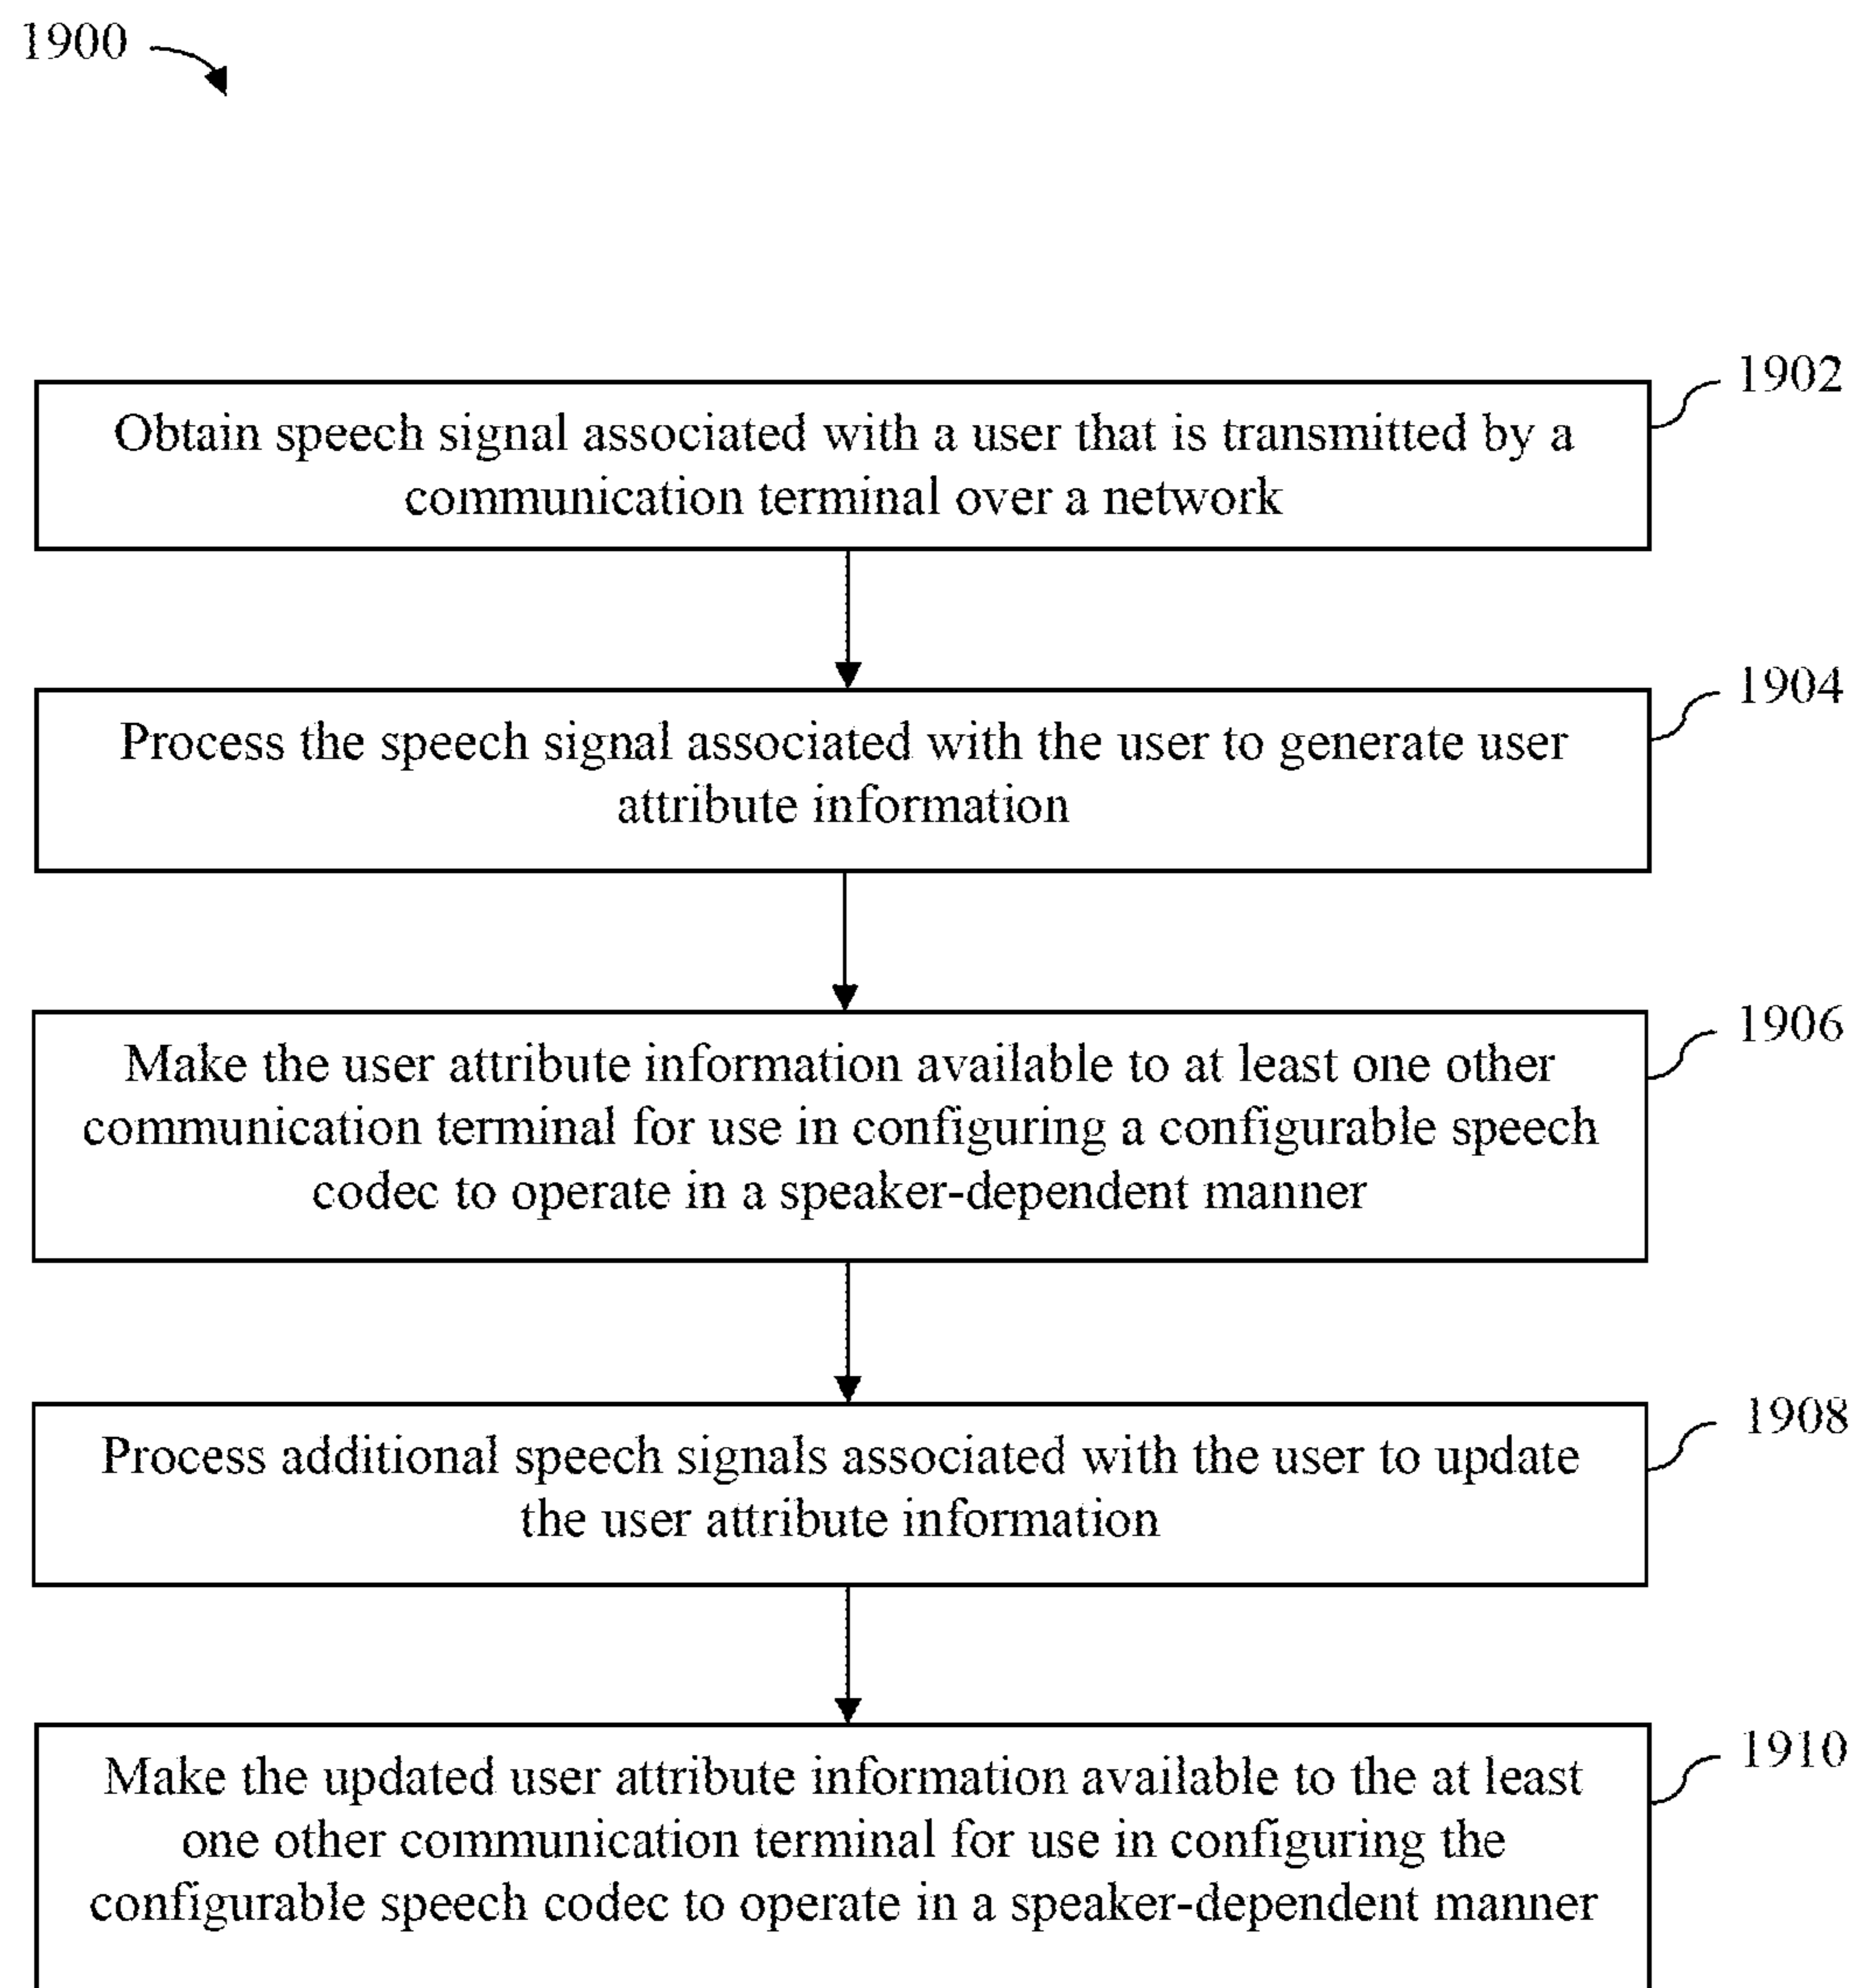 1900
1902
Obtain speech signal associated with a user that is transmitted by a
communication terminal over a network
1904
Process the speech signal associated with the user to generate user
attribute information
1906
Make the user attribute information available to at least one other
communication terminal for use in configuring a configurable speech
codec to operate in a speaker-dependent manner
1908
Process additional speech signals associated with the user to update
the user attribute information
1910
Make the updated user attribute information available to the at least
one other communication terminal for use in configuring the
configurable speech codec to operate in a speaker-dependent manner